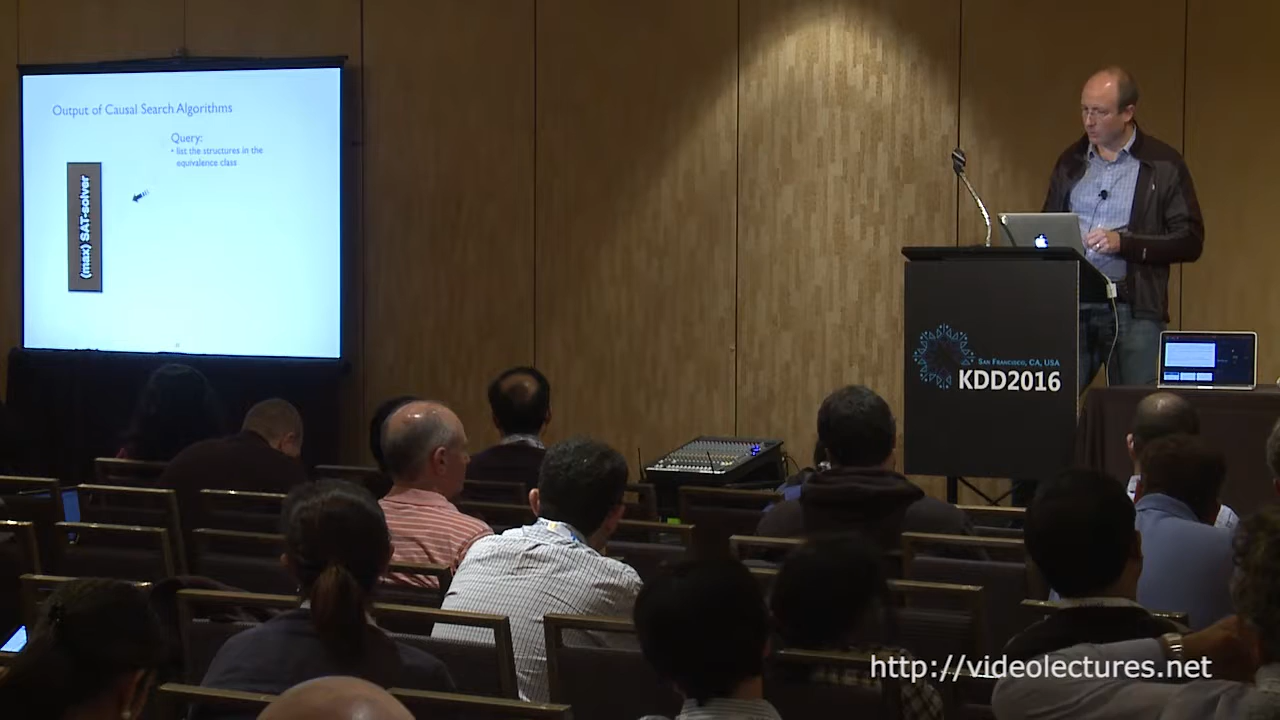 Output of Causal Search Algorithms
Query:
• list the structures in the
equivalence class
(max) SAT-solver
SAN FRANCISCO, CA, USA
KDD2016
http://videolectures.net